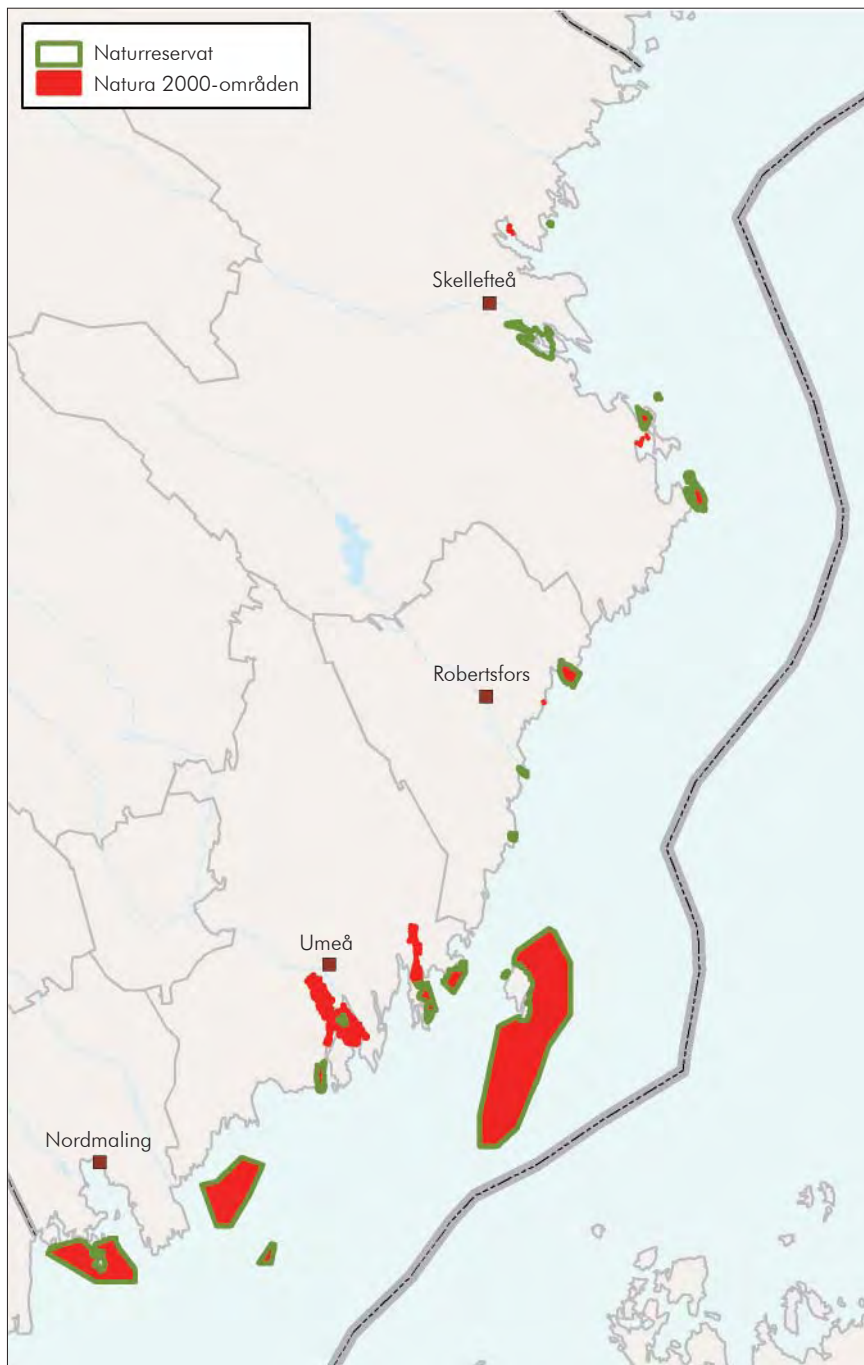 Naturreservat
Natura 2000-områden
Skellefteå
Robertsfors
Umeå
Nordmaling